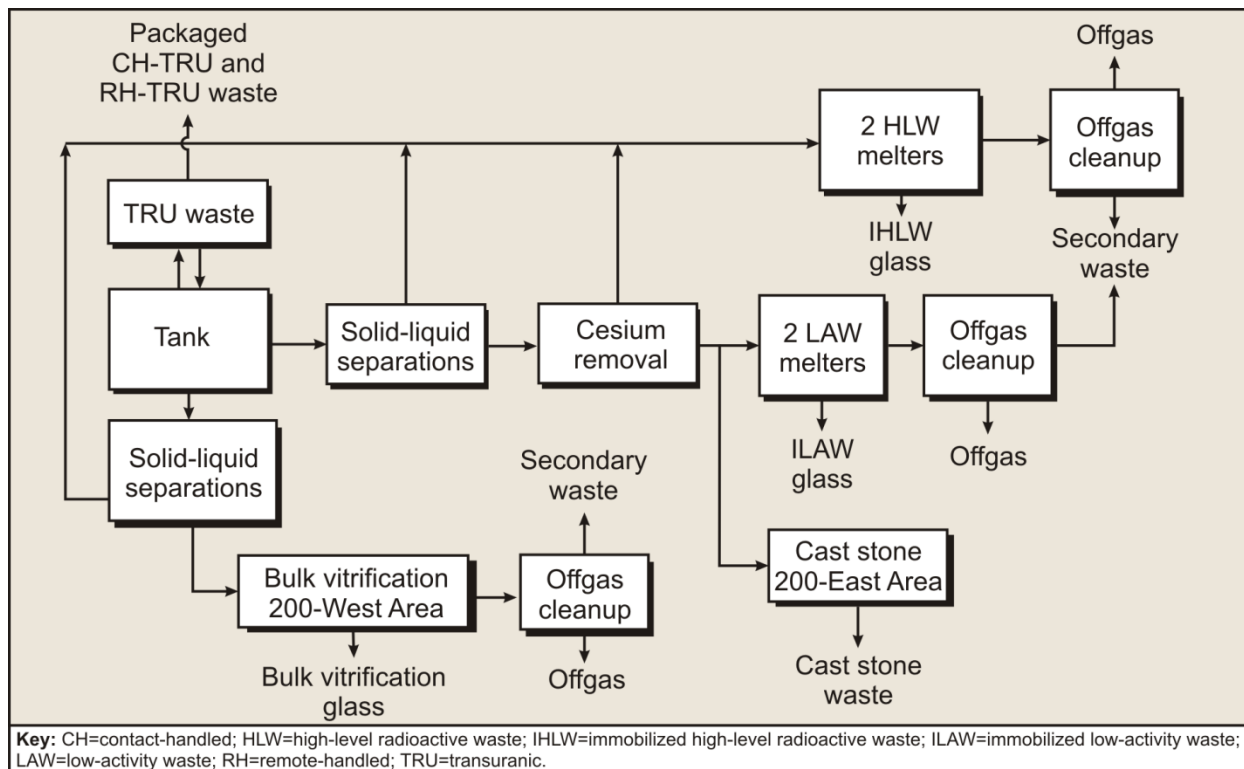 Packaged
CH-TRU and
RH-TRU waste
Offgas
2 HLW
melters
Offgas
cleanup
TRU waste
IHLW
glass
Secondary
waste
Tank
Solid-liquid
separations
Cesium
removal
2 LAW
melters
Offgas
cleanup
Solid-liquid
separations
ILAW
glass
Offgas
Secondary
waste
Bulk vitrification
200-West Area
Offgas
cleanup
Cast stone
200-East Area
Bulk vitrification
glass
Offgas
Cast stone
waste
Key: CH=contact-handled; HLW=high-level radioactive waste; IHLW=immobilized high-level radioactive waste; ILAW=immobilized low-activity waste;
LAW=low-activity waste; RH=remote-handled; TRU=transuranic.